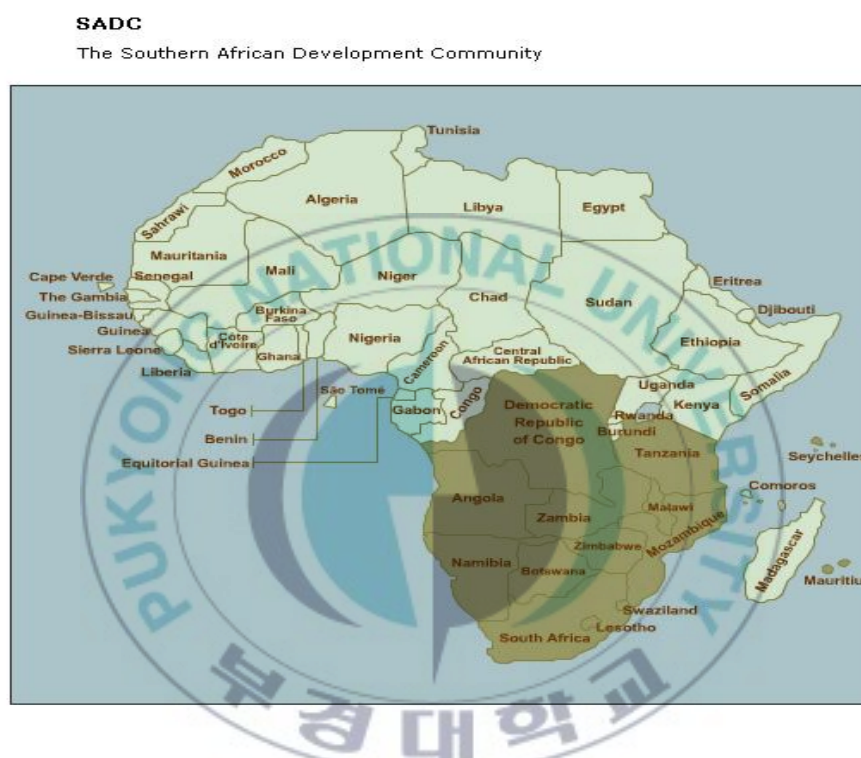 SADC
The Southern African Development Community
Tunisia
Morocco
Algeria
Libya
Egypt
Sahrawi
Mauritania
Mali
Niger
Chad
Sudan
Eritrea
Cape Verde
Senegal
The Gambia
Guinea-Bissau
Guinea
Sierra Leone
Liberia
Burkina
Faso
Côte
d'Ivoire
Ghana
Nigeria
Cameroon
Central
African Republic
Djibouti
Ethiopia
Somalia
Togo
Benin
Equitorial Guinea
São Tomé
Gabon
Congo
Democratic
Republic
of Congo
Uganda
Kenya
Rwanda
Burundi
Tanzania
Seychelles
Comoros
Angola
Zambia
Malawi
Mozambique
Zimbabwe
Madagascar
Mauritiu
Namibia
Botswana
Swaziland
Lesotho
South Africa
PUKYONG NATIONAL UNIVERSITY
부경대학교